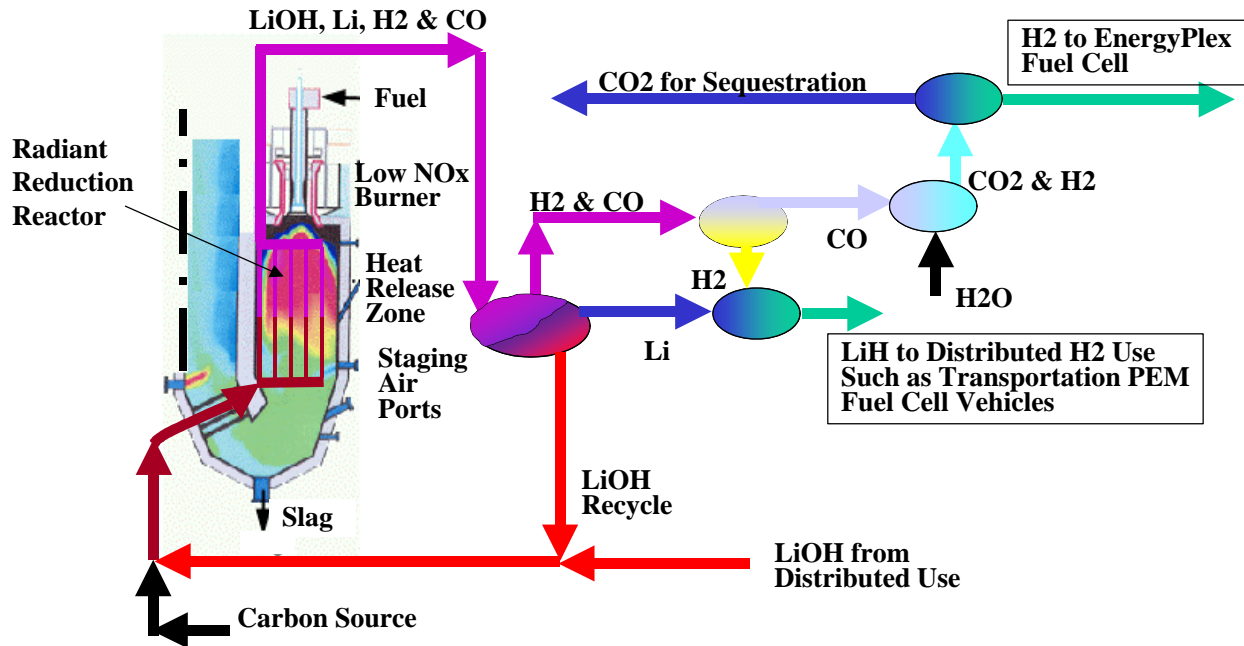 LiOH, Li, H2 & CO
H2 to EnergyPlex
Fuel Cell
CO2 for Sequestration
Fuel
Radiant
Reduction
Reactor
Low NOx
Burner
H2 & CO
CO2 & H2
CO
Heat
Release
Zone
H2
H2O
Li
Staging
Air
Ports
LiH to Distributed H2 Use
Such as Transportation PEM
Fuel Cell Vehicles
LiOH
Recycle
Slag
LiOH from
Distributed Use
Carbon Source